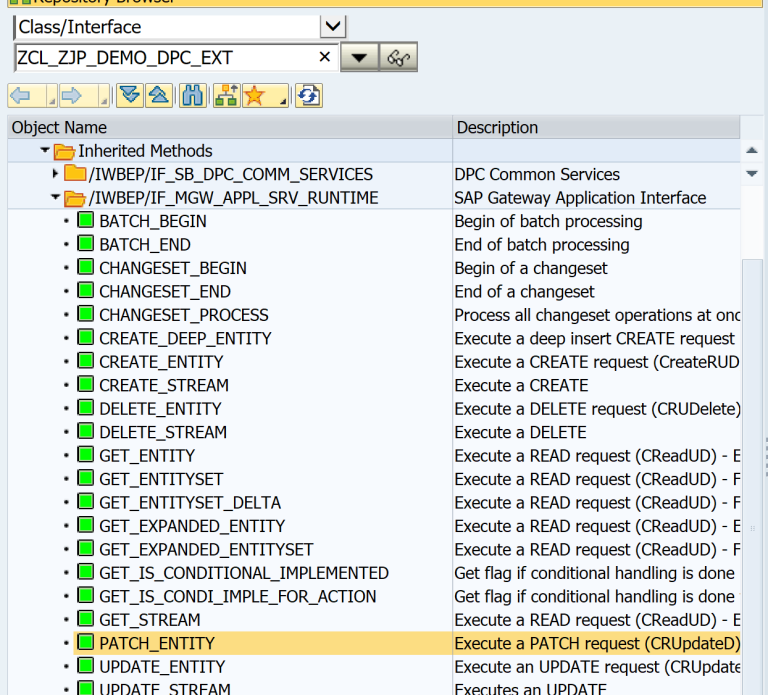 Repository Browser
Class/Interface
ZCL_ZJP_DEMO_DPC_EXT
Object Name Description
Inherited Methods
/IWBEP/IF_SB_DPC_COMM_SERVICES DPC Common Services
/IWBEP/IF_MGW_APPL_SRV_RUNTIME SAP Gateway Application Interface
BATCH_BEGIN Begin of batch processing
BATCH_END End of batch processing
CHANGESET_BEGIN Begin of a changeset
CHANGESET_END End of a changeset
CHANGESET_PROCESS Process all changeset operations at onc
CREATE_DEEP_ENTITY Execute a deep insert CREATE request
CREATE_ENTITY Execute a CREATE request (CreateRUD
CREATE_STREAM Execute a CREATE
DELETE_ENTITY Execute a DELETE request (CRUDelete)
DELETE_STREAM Execute a DELETE
GET_ENTITY Execute a READ request (CReadUD) - E
GET_ENTITYSET Execute a READ request (CReadUD) - F
GET_ENTITYSET_DELTA Execute a READ request (CReadUD) - F
GET_EXPANDED_ENTITY Execute a READ request (CReadUD) - E
GET_EXPANDED_ENTITYSET Execute a READ request (CReadUD) - F
GET_IS_CONDITIONAL_IMPLEMENTED Get flag if conditional handling is done
GET_IS_CONDI_IMPLE_FOR_ACTION Get flag if conditional handling is done
GET_STREAM Execute a READ request (CReadUD) - E
PATCH_ENTITY Execute a PATCH request (CRUpdateD)
UPDATE_ENTITY Execute an UPDATE request (CRUpdate
UPDATE_STREAM Executes an UPDATE